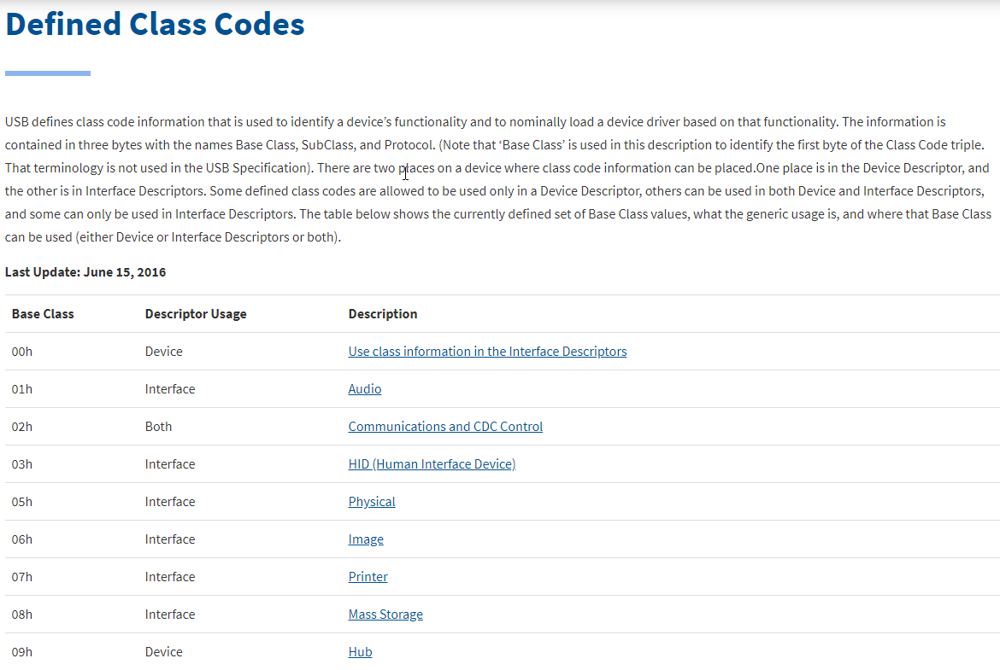 Defined Class Codes
USB defines class code information that is used to identify a device’s functionality and to nominally load a device driver based on that functionality. The information is
contained in three bytes with the names Base Class, SubClass, and Protocol. (Note that ‘Base Class’ is used in this description to identify the first byte of the Class Code triple.
That terminology is not used in the USB Specification). There are two places on a device where class code information can be placed.One place is in the Device Descriptor, and
the other is in Interface Descriptors. Some defined class codes are allowed to be used only in a Device Descriptor, others can be used in both Device and Interface Descriptors,
and some can only be used in Interface Descriptors. The table below shows the currently defined set of Base Class values, what the generic usage is, and where that Base Class
can be used (either Device or Interface Descriptors or both).
Last Update: June 15, 2016
Base Class Descriptor Usage Description
00h Device Use class information in the Interface Descriptors
01h Interface Audio
02h Both Communications and CDC Control
03h Interface HID (Human Interface Device)
05h Interface Physical
06h Interface Image
07h Interface Printer
08h Interface Mass Storage
09h Device Hub